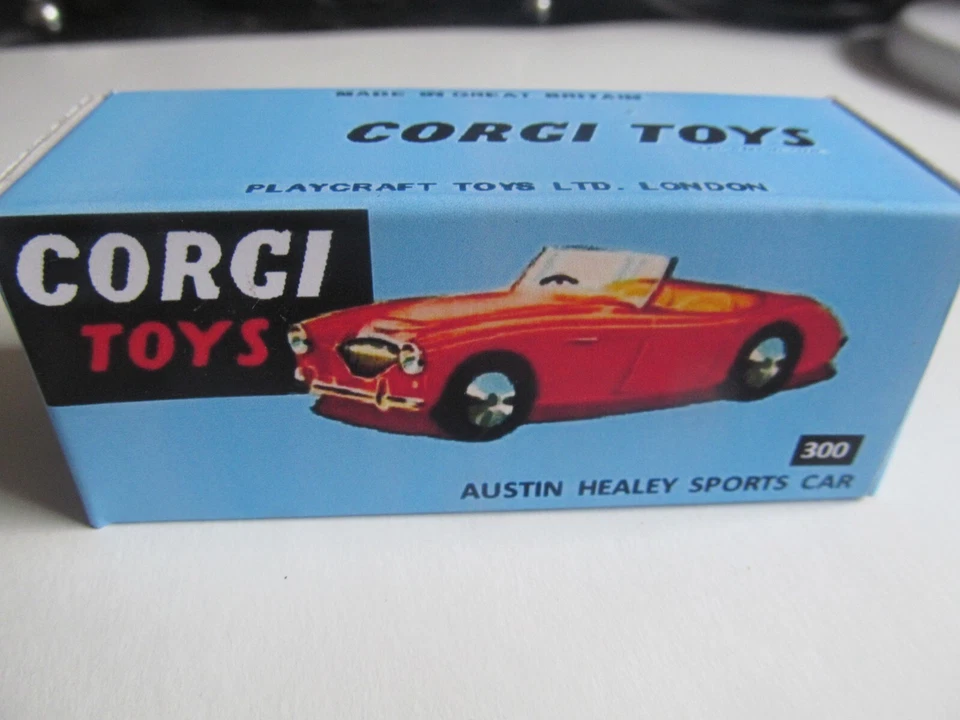 MADE IN GREAT BRITAIN
CORGI TOYS
PLAYCRAFT TOYS LTD. LONDON
CORGI
TOYS
300
AUSTIN HEALEY SPORTS CAR